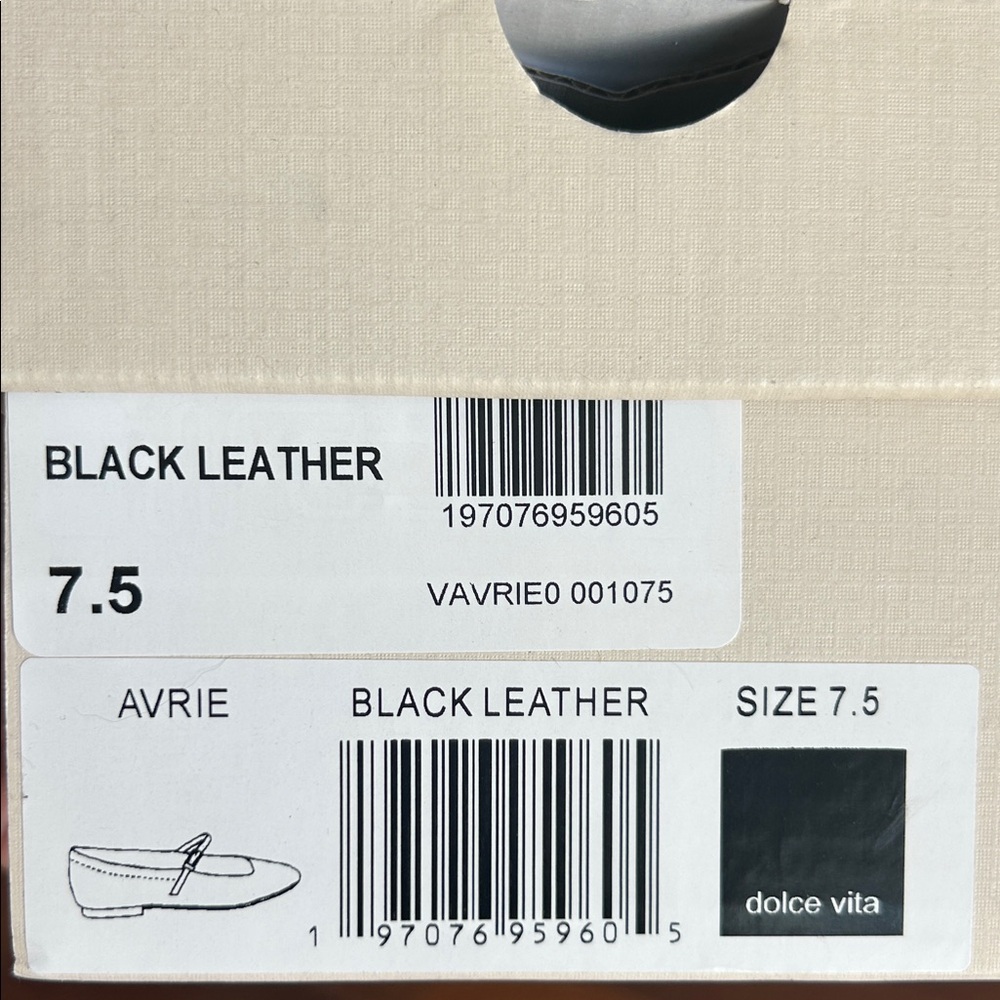 BLACK LEATHER
197076959605
7.5
VAVRIE0 001075
AVRIE
BLACK LEATHER
SIZE 7.5
dolce vita
1 97076 95960 5